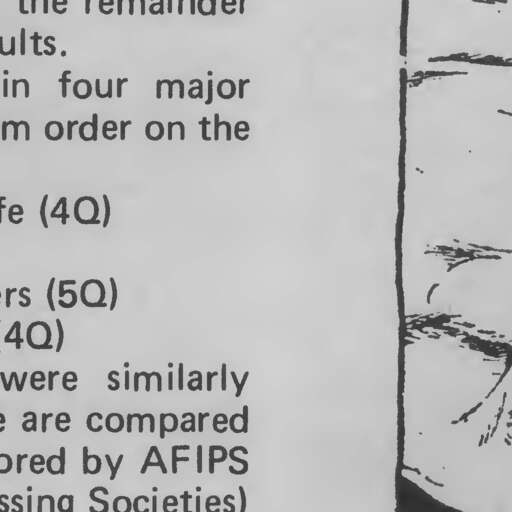 the remainder
ults.
in four major
m order on the
fe (4Q)
ers (5Q)
(4Q)
were similarly
e are compared
ored by AFIPS
ssing Societies)